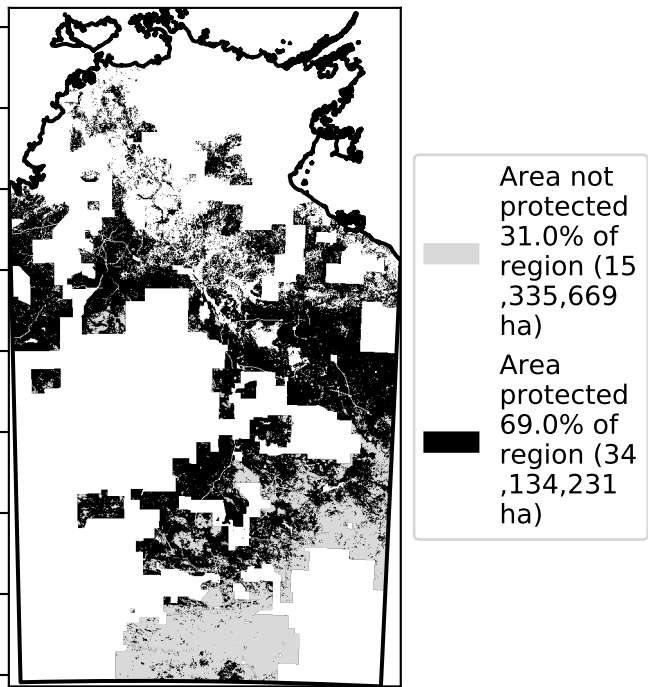 Area not
protected
31.0% of
region (15
,335,669
ha)
Area
protected
69.0% of
region (34
,134,231
ha)